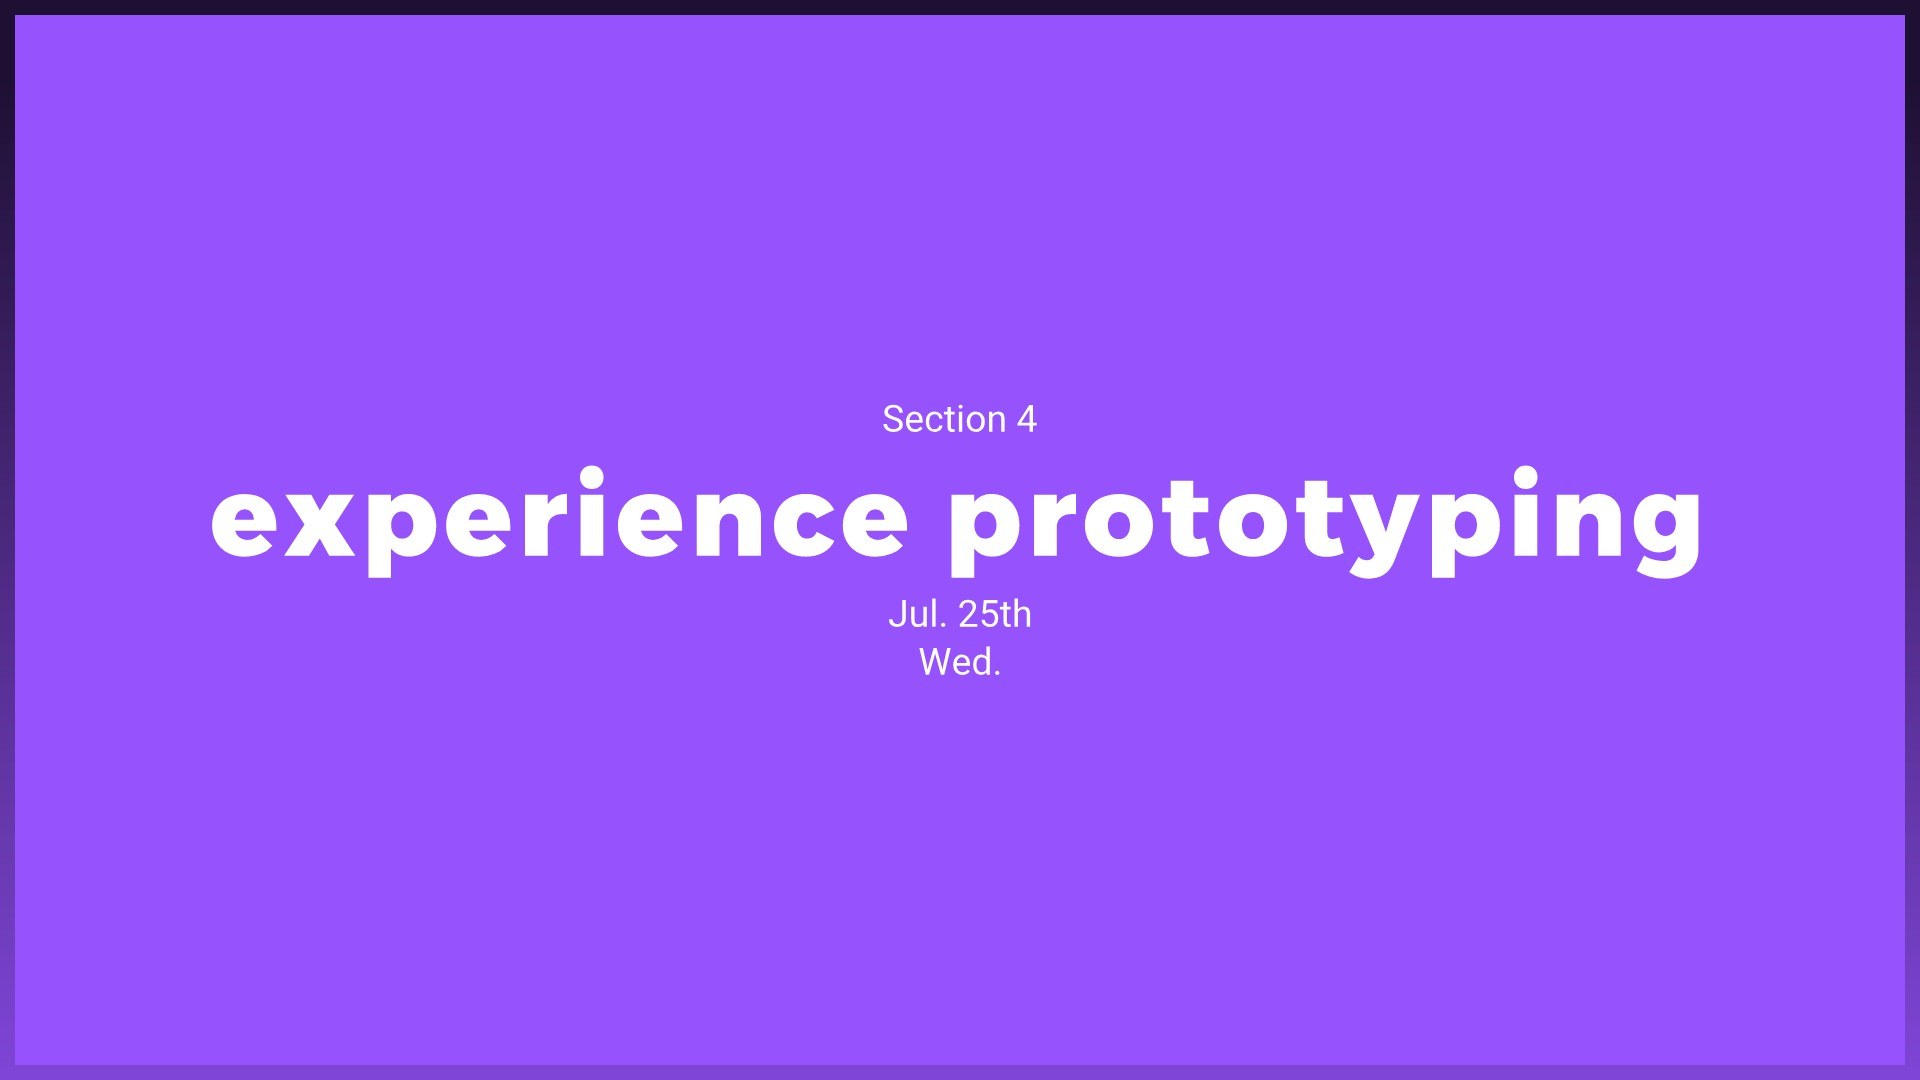 Section 4
experience prototyping
Jul. 25th
Wed.